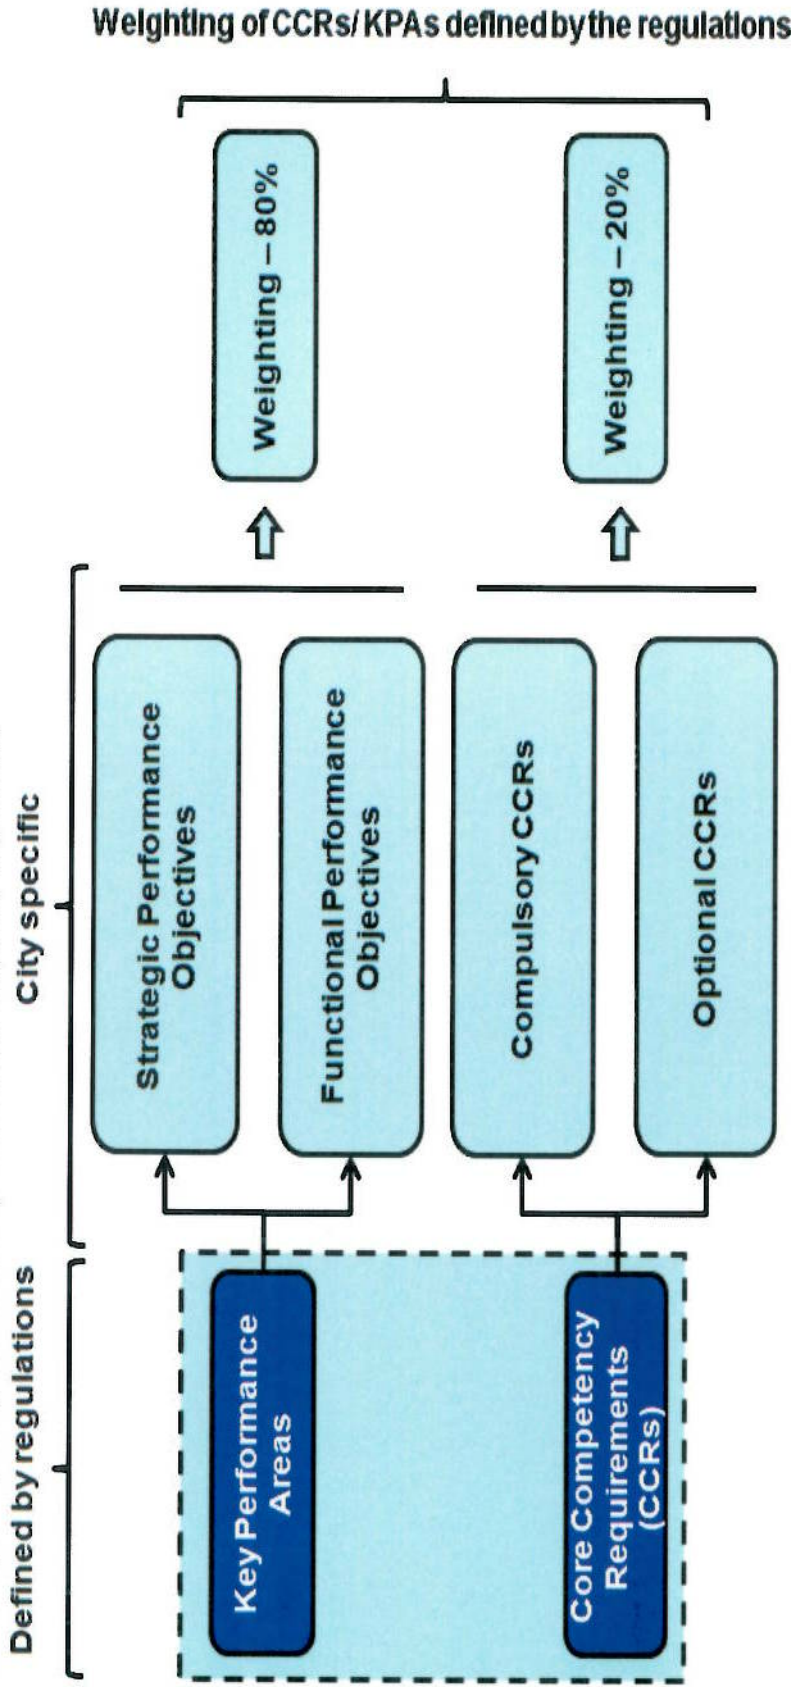 Weighting of CCRs/ KPAs defined by the regulations
Defined by regulations
City specific
Key Performance
Areas
Strategic Performance
Objectives
Functional Performance
Objectives
Weighting – 80%
Core Competency
Requirements
(CCRs)
Compulsory CCRs
Optional CCRs
Weighting – 20%